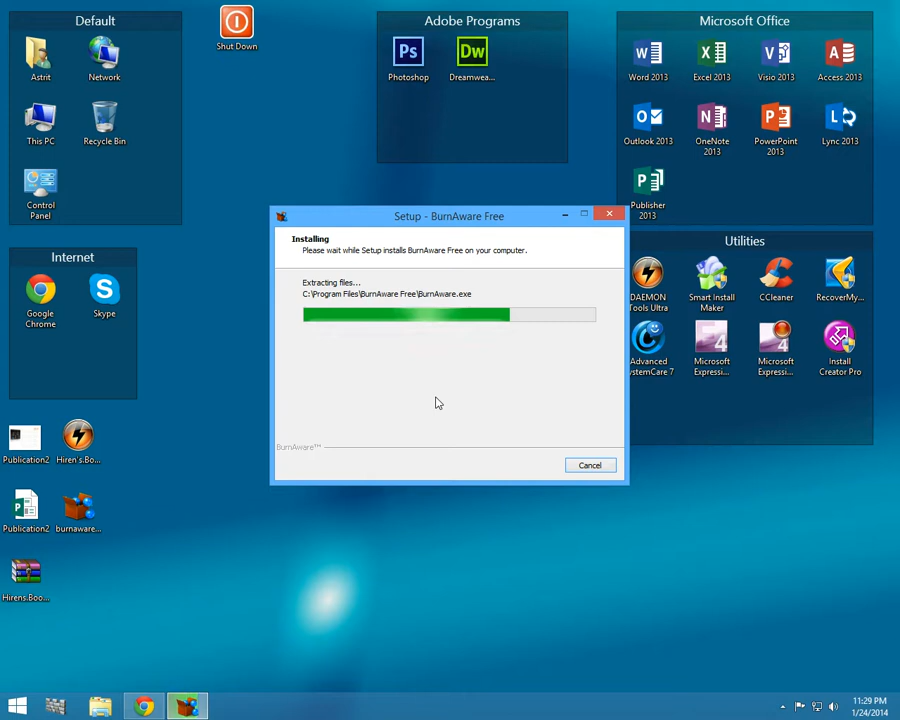 Default
Astrit
Network
This PC
Recycle Bin
Control
Panel
Shut Down
Adobe Programs
Ps
Photoshop
Dw
Dreamwea...
Microsoft Office
Word 2013
Excel 2013
Visio 2013
Access 2013
Outlook 2013
OneNote
2013
PowerPoint
2013
Lync 2013
Publisher
2013
Internet
Google
Chrome
Skype
Setup - BurnAware Free
Installing
Please wait while Setup installs BurnAware Free on your computer.
Extracting files...
C:\Program Files\BurnAware Free\BurnAware.exe
BurnAware™
Cancel
Utilities
DAEMON
Tools Ultra
Smart Install
Maker
CCleaner
RecoverMy...
ystemCare 7
Microsoft
Expressi...
Microsoft
Expressi...
Install
Creator Pro
Publication2
Hiren's.Bo...
Publication2
burnaware...
Hirens.Boo...
11:29 PM
1/24/2014